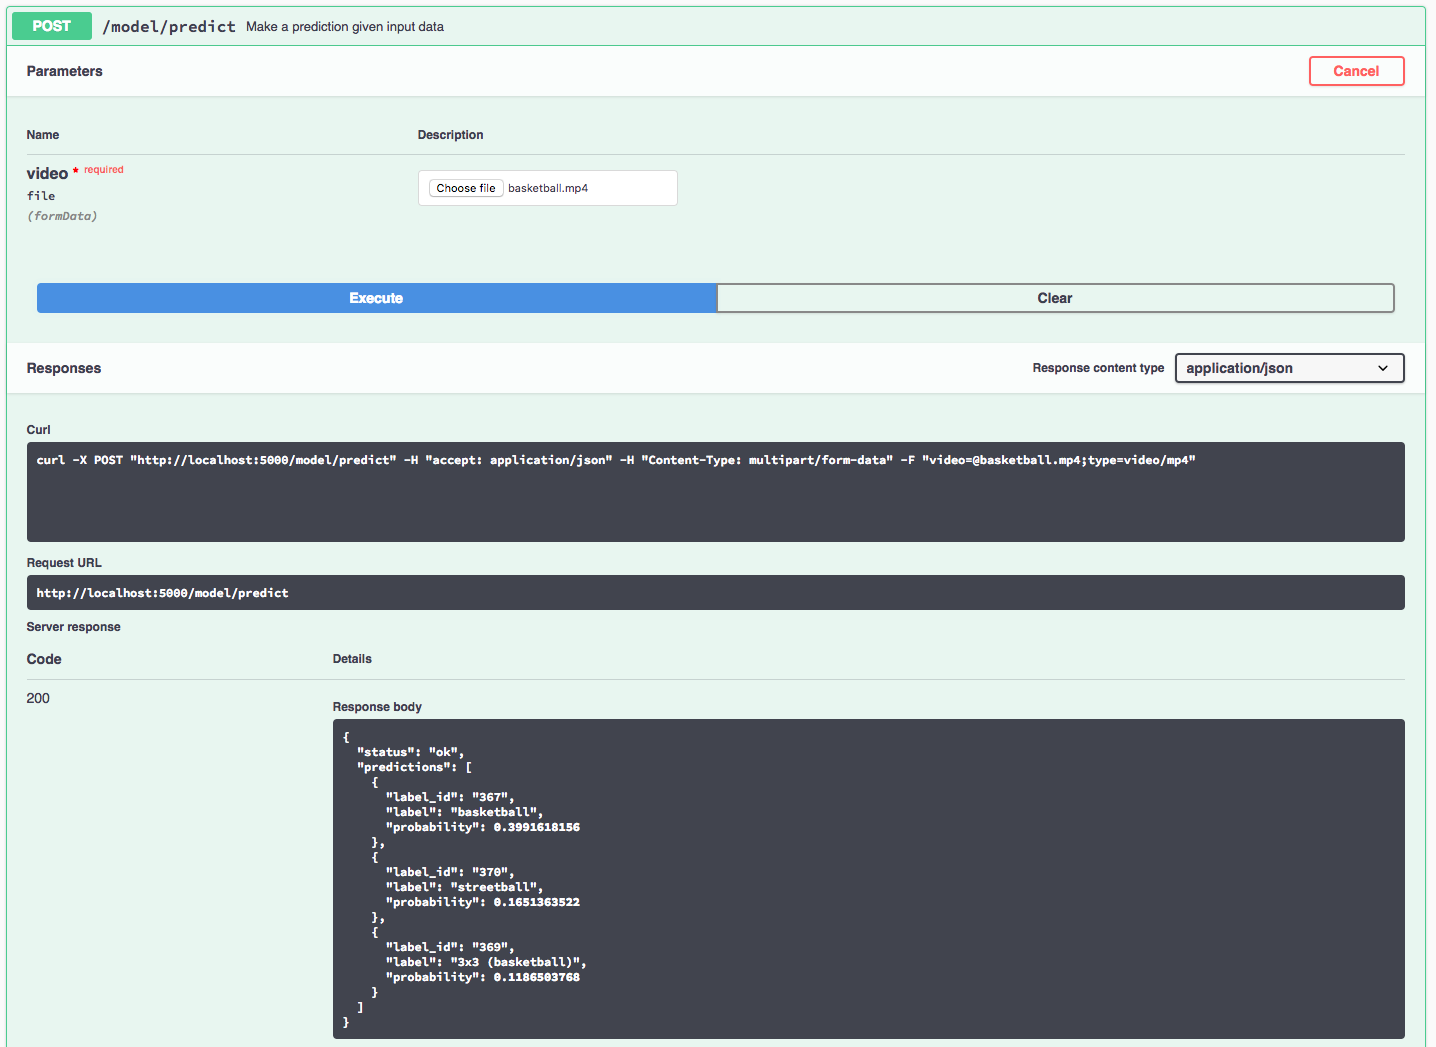 POST /model/predict Make a prediction given input data
Parameters Cancel
Name Description
video * required
file
(formData)
Choose file basketball.mp4
Execute Clear
Responses Response content type application/json
Curl
curl -X POST "http://localhost:5000/model/predict" -H "accept: application/json" -H "Content-Type: multipart/form-data" -F "video=@basketball.mp4;type=video/mp4"
Request URL
http://localhost:5000/model/predict
Server response
Code Details
200
Response body
{
  "status": "ok",
  "predictions": [
    {
      "label_id": "367",
      "label": "basketball",
      "probability": 0.3991618156
    },
    {
      "label_id": "370",
      "label": "streetball",
      "probability": 0.1651363522
    },
    {
      "label_id": "369",
      "label": "3x3 (basketball)",
      "probability": 0.1186503768
    }
  ]
}